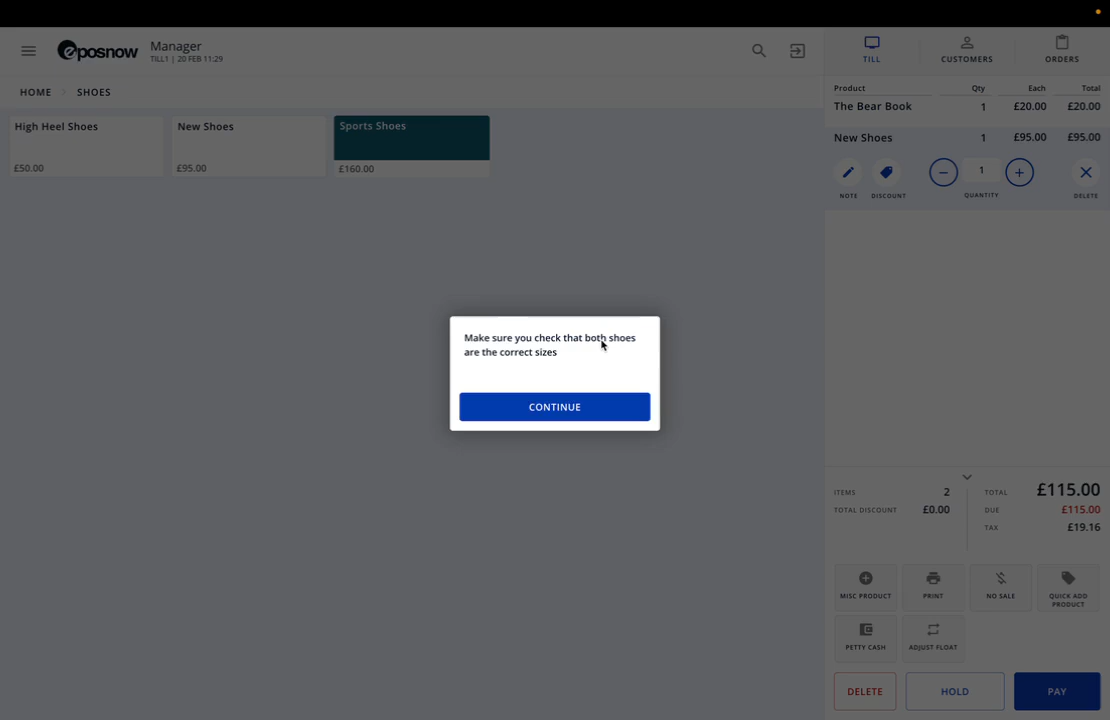 eposnow
Manager
TILL1 | 20 FEB 11:29
HOME
SHOES
High Heel Shoes
£50.00
New Shoes
£95.00
Sports Shoes
£160.00
TILL
CUSTOMERS
ORDERS
Product Qty Each Total
The Bear Book 1 £20.00 £20.00
New Shoes 1 £95.00 £95.00
1
NOTE DISCOUNT QUANTITY DELETE
Make sure you check that both shoes
are the correct sizes
CONTINUE
ITEMS 2
TOTAL DISCOUNT £0.00
TOTAL £115.00
DUE £115.00
TAX £19.16
MISC PRODUCT
PRINT
NO SALE
QUICK ADD
PRODUCT
PETTY CASH
ADJUST FLOAT
DELETE
HOLD
PAY